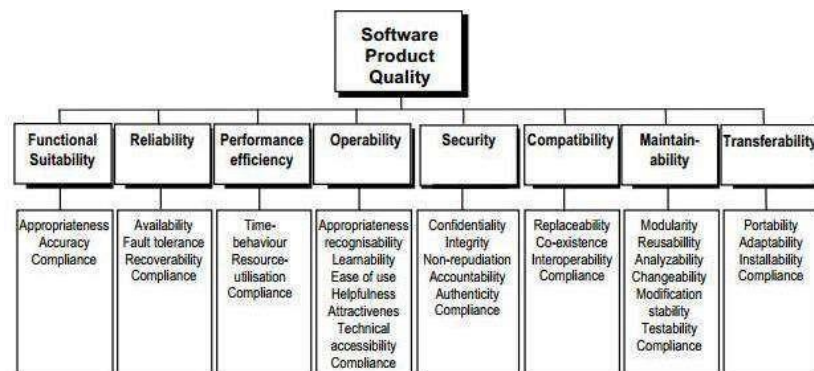 Software
Product
Quality
Functional
Suitability
Reliability
Performance
efficiency
Operability
Security
Compatibility
Maintain-
ability
Transferability
Appropriateness
Accuracy
Compliance
Availability
Fault tolerance
Recoverability
Compliance
Time-
behaviour
Resource-
utilisation
Compliance
Appropriateness
recognisability
Learnability
Ease of use
Helpfulness
Attractivenes
Technical
accessibility
Compliance
Confidentiality
Integrity
Non-repudiation
Accountability
Authenticity
Compliance
Replaceability
Co-existence
Interoperability
Compliance
Modularity
Reusabillity
Analyzability
Changeability
Modification
stability
Testability
Compliance
Portability
Adaptability
Installability
Compliance